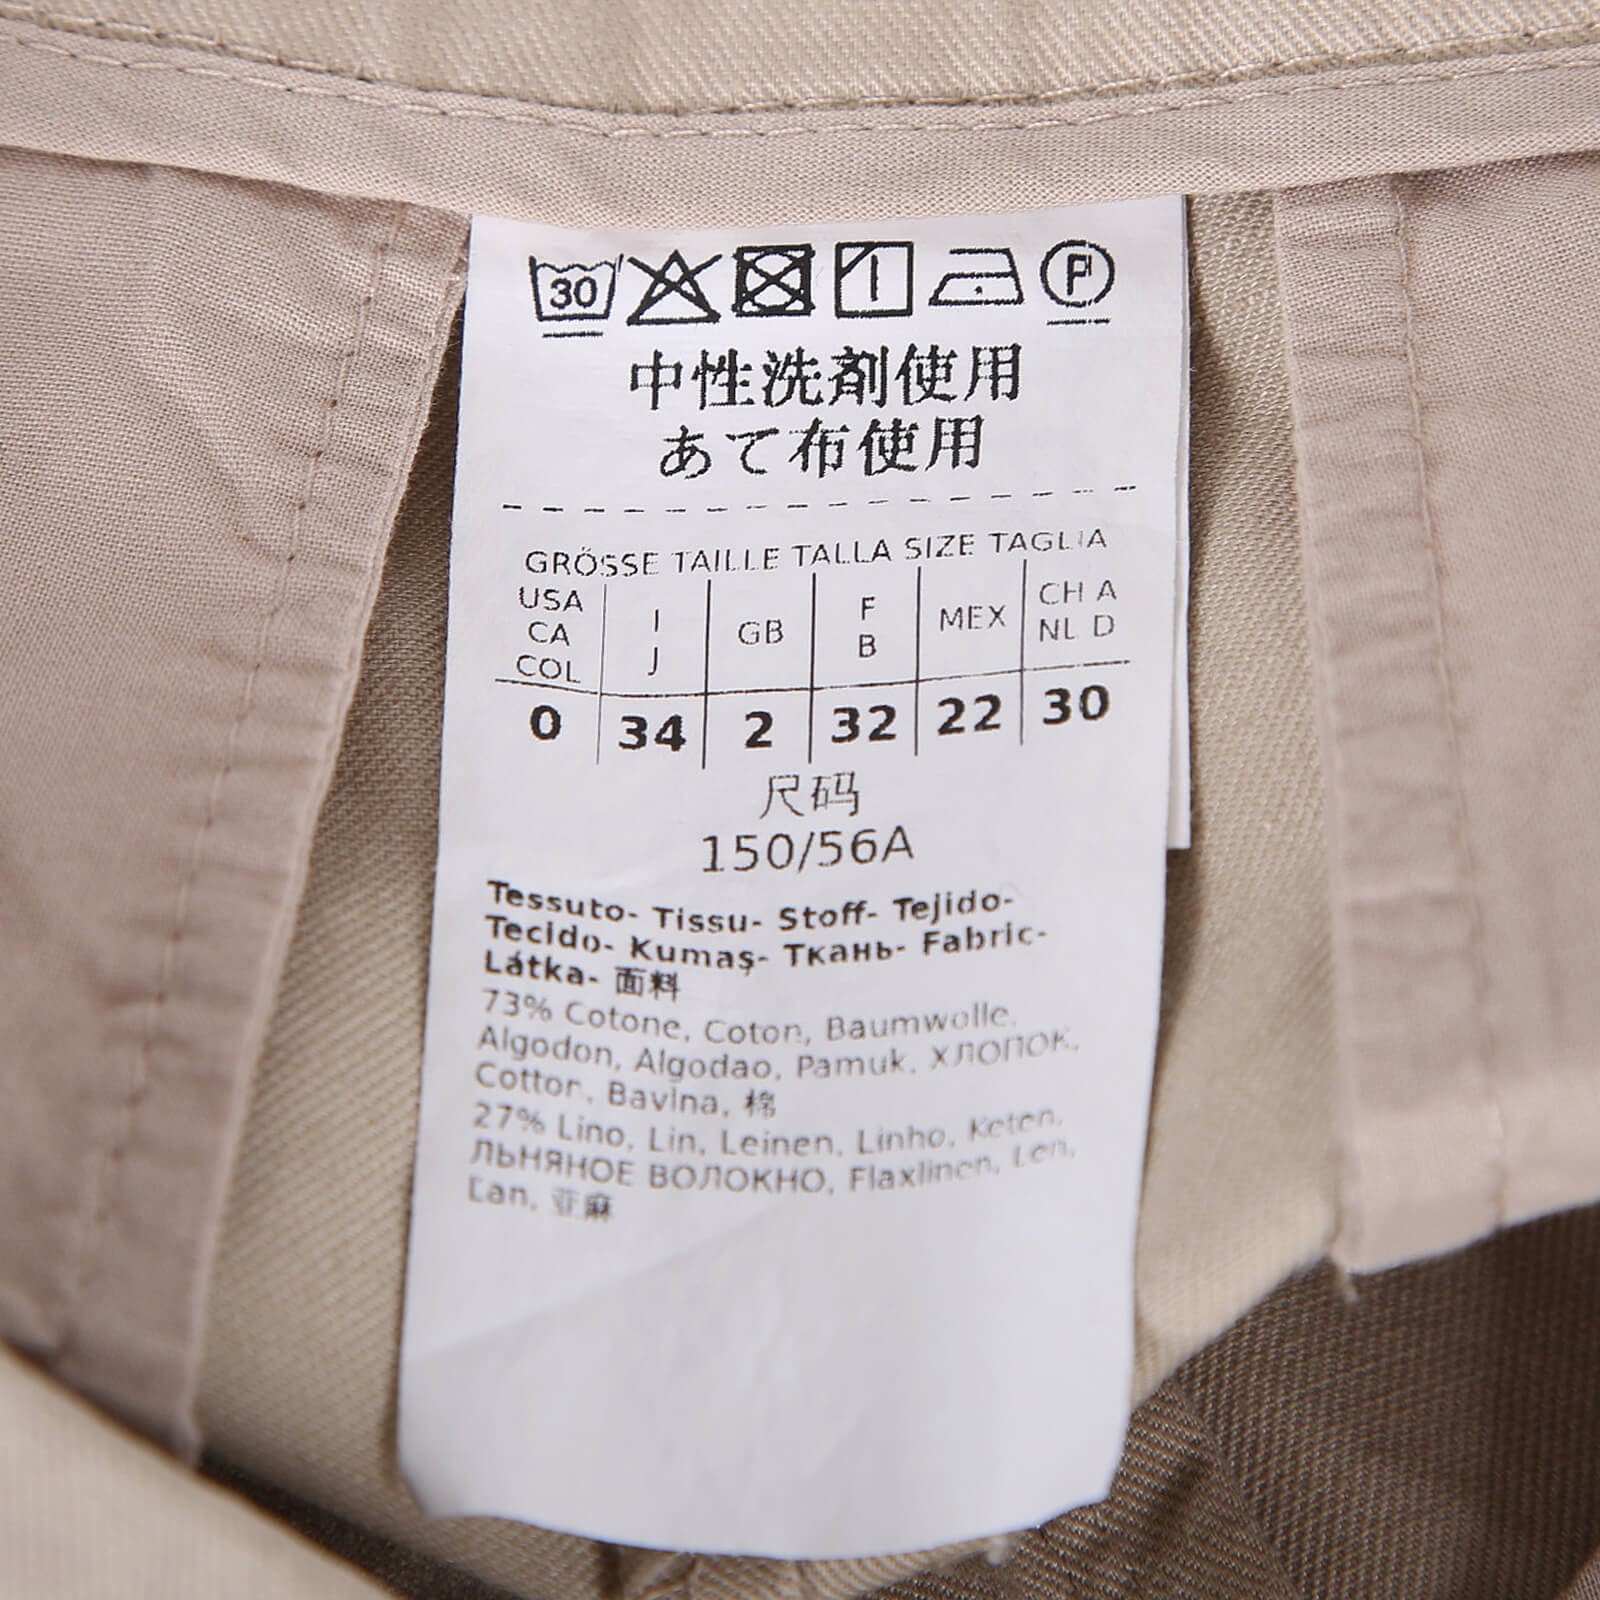 30 P
中性洗剤使用
あて布使用
GRÖSSE TAILLE TALLA SIZE TAGLIA
USA CA COL I J GB F B MEX CH A NL D
0 34 2 32 22 30
尺码
150/56A
Tessuto- Tissu- Stoff- Tejido-
Tecido- Kumaş- Ткань- Fabric-
Látka- 面料
73% Cotone, Coton, Baumwolle,
Algodon, Algodao, Pamuk, ХЛОПОК,
Cotton, Bavlna, 棉
27% Lino, Lin, Leinen, Linho, Keten,
ЛЬНЯНОЕ ВОЛОКНО, Flaxlinen, Len,
Ľan, 亚麻